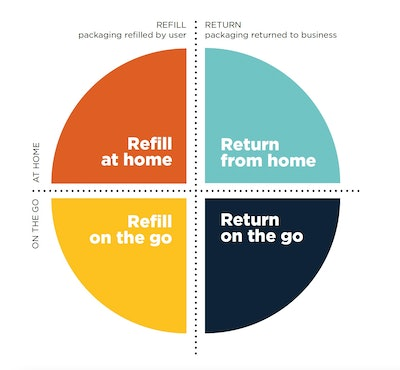 REFILL
packaging refilled by user
RETURN
packaging returned to business
AT HOME
Refill
at home
Return
from home
ON THE GO
Refill
on the go
Return
on the go